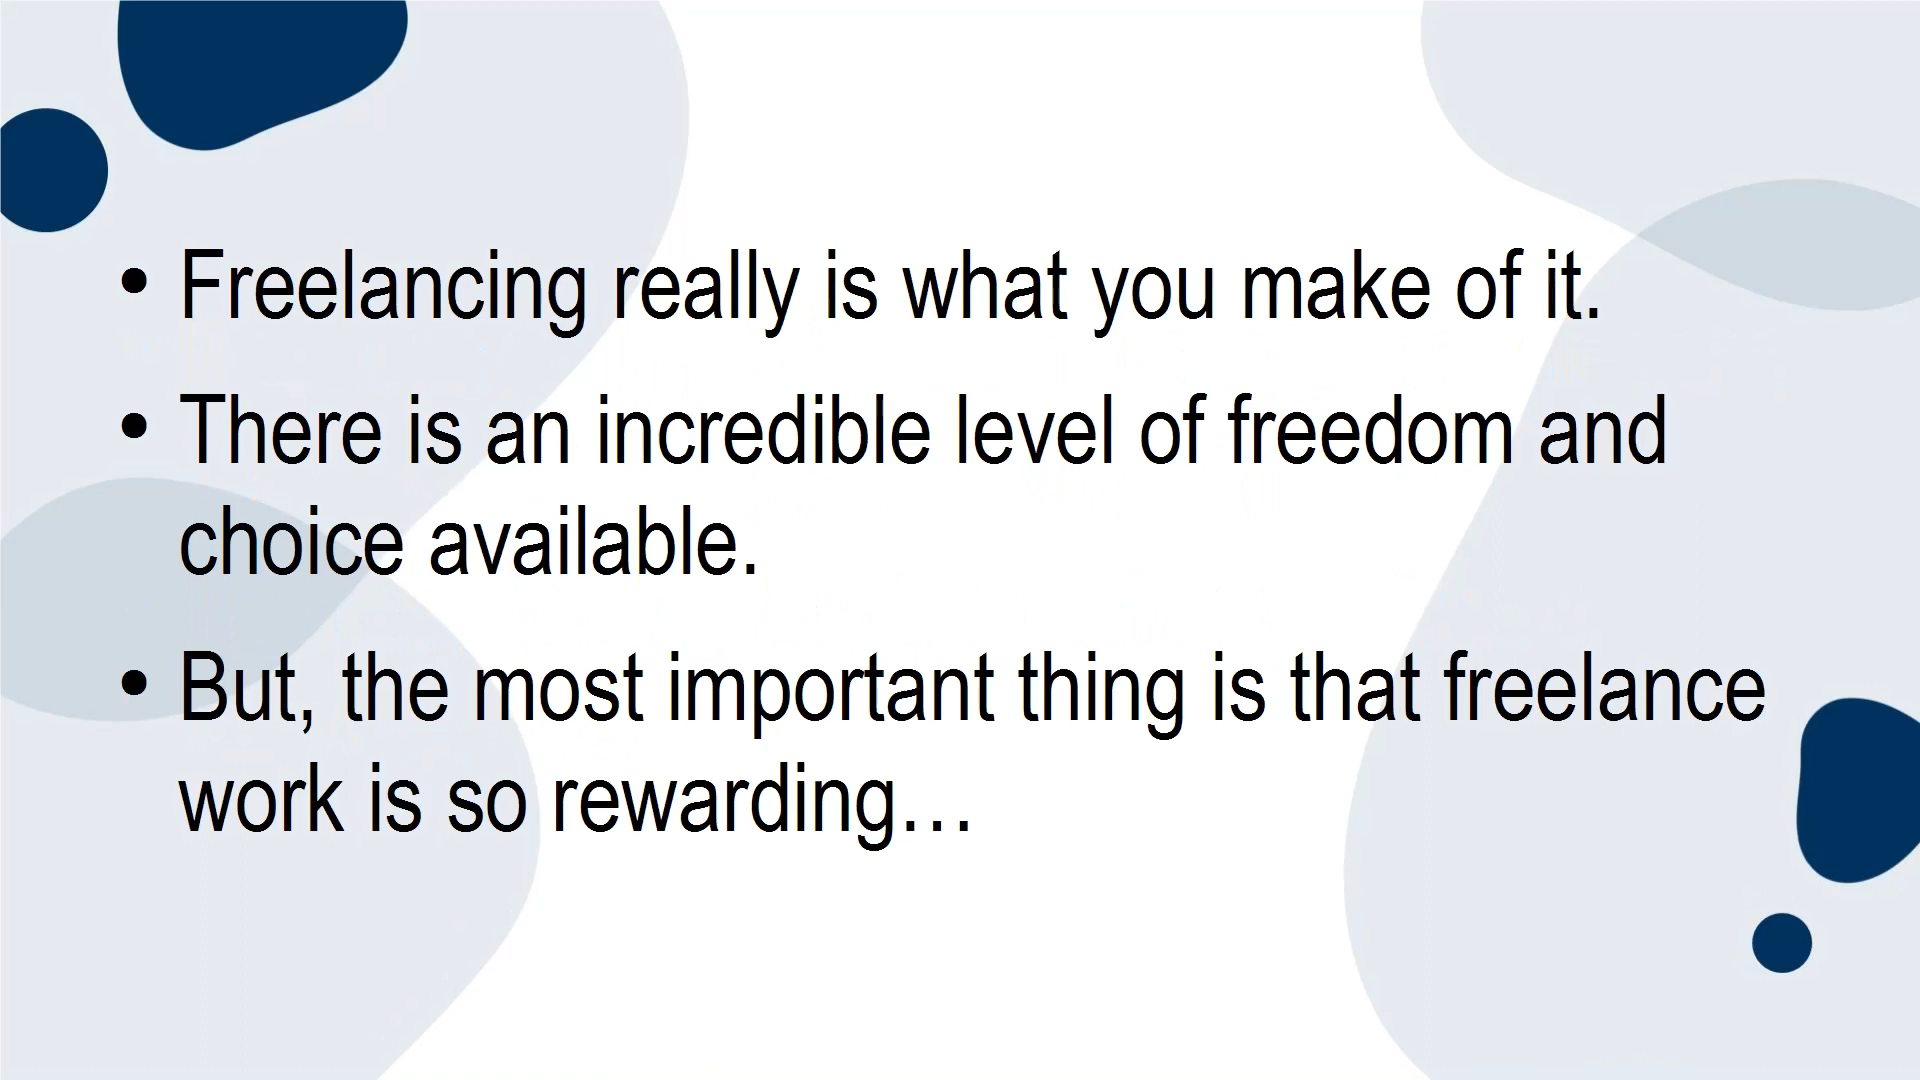 • Freelancing really is what you make of it.
• There is an incredible level of freedom and
choice available.
• But, the most important thing is that freelance
work is so rewarding…